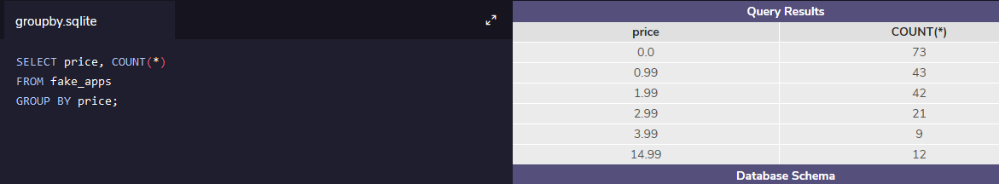 groupby.sqlite
SELECT price, COUNT(*)
FROM fake_apps
GROUP BY price;
Query Results
price COUNT(*)
0.0 73
0.99 43
1.99 42
2.99 21
3.99 9
14.99 12
Database Schema